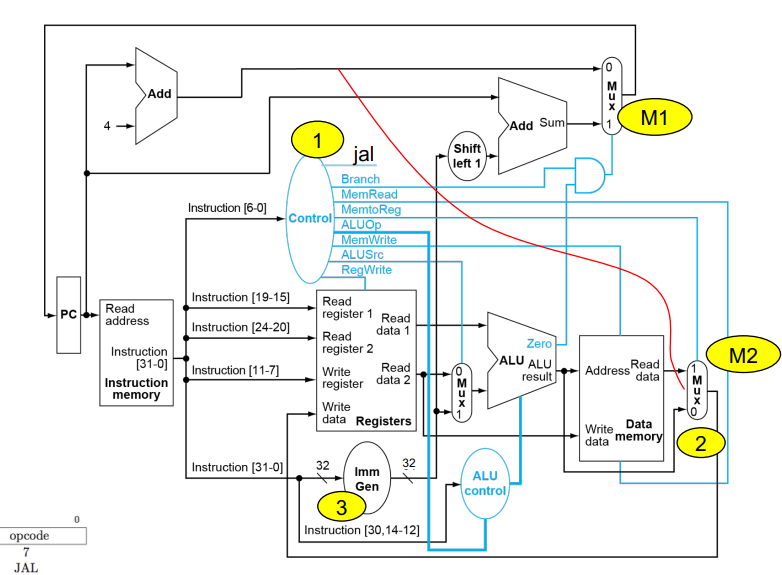 Add
4
0
M
u
x
1
M1
Add Sum
Shift
left 1
1
jal
Branch
MemRead
MemtoReg
ALUOp
MemWrite
ALUSrc
RegWrite
Control
Instruction [6-0]
PC
Read
address
Instruction
[31-0]
Instruction
memory
Instruction [19-15]
Instruction [24-20]
Instruction [11-7]
Read
register 1
Read
register 2
Write
register
Write
data
Read
data 1
Read
data 2
Registers
0
M
u
x
1
Zero
ALU
ALU
result
Address
Read
data
Write
data
Data
memory
1
M
u
x
0
M2
2
Instruction [31-0]
32
Imm
Gen
32
3
ALU
control
Instruction [30,14-12]
0
opcode
7
JAL